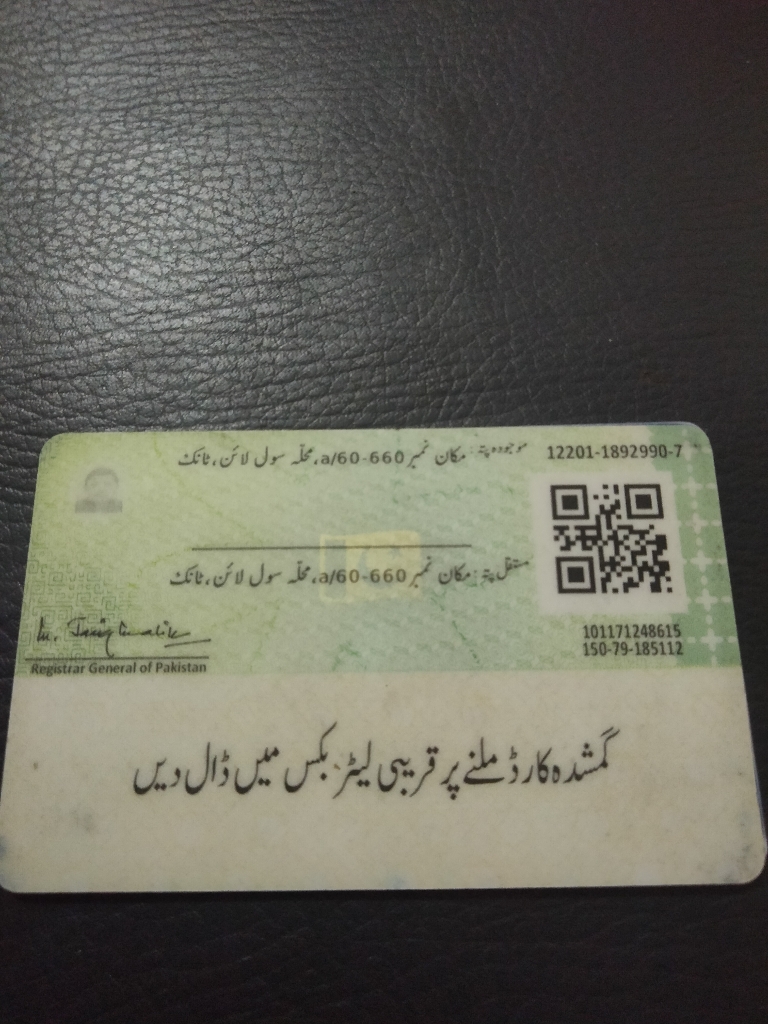 موجودہ پتہ: مکان نمبر a/60-660، محلّہ سول لائن، ٹانک
12201-1892990-7
مستقل پتہ: مکان نمبر a/60-660، محلّہ سول لائن، ٹانک
101171248615
150-79-185112
Registrar General of Pakistan
گمشدہ کارڈ ملنے پر قریبی لیٹر بکس میں ڈال دیں